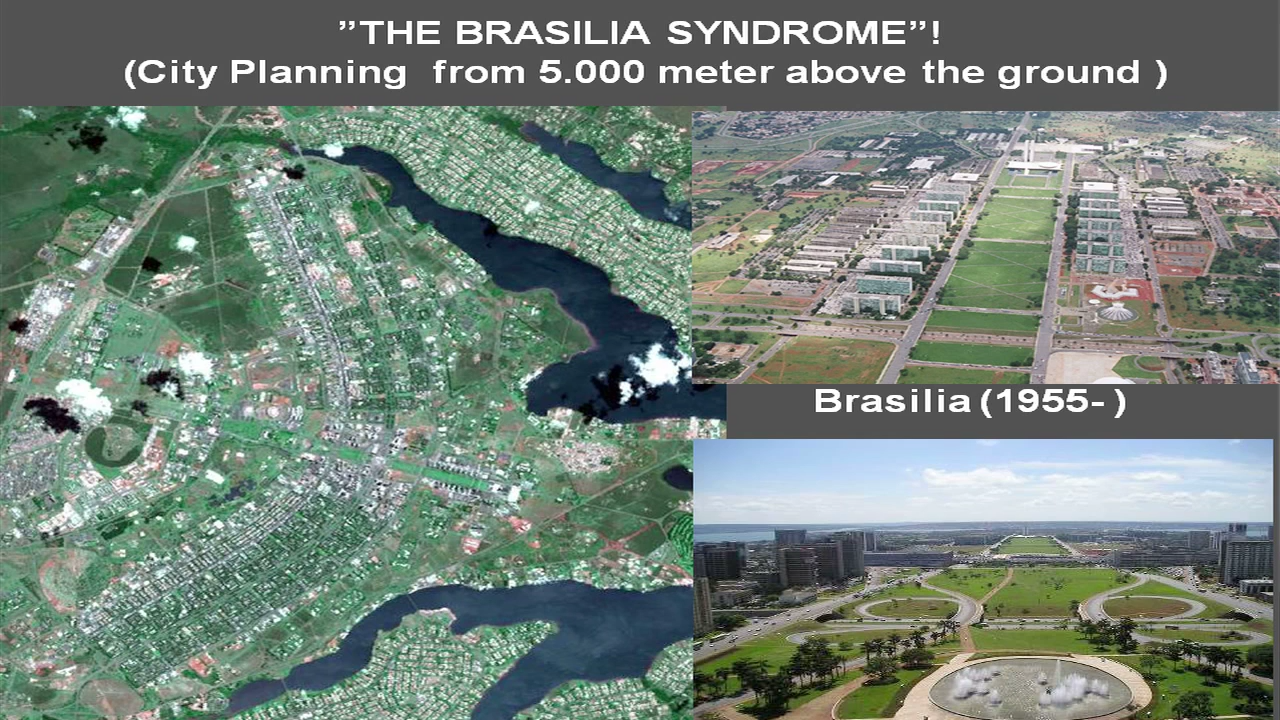 ”THE BRASILIA SYNDROME”!
(City Planning from 5.000 meter above the ground )
Brasilia (1955- )